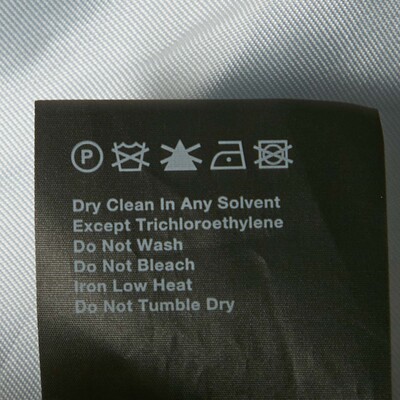 P
Dry Clean In Any Solvent
Except Trichloroethylene
Do Not Wash
Do Not Bleach
Iron Low Heat
Do Not Tumble Dry